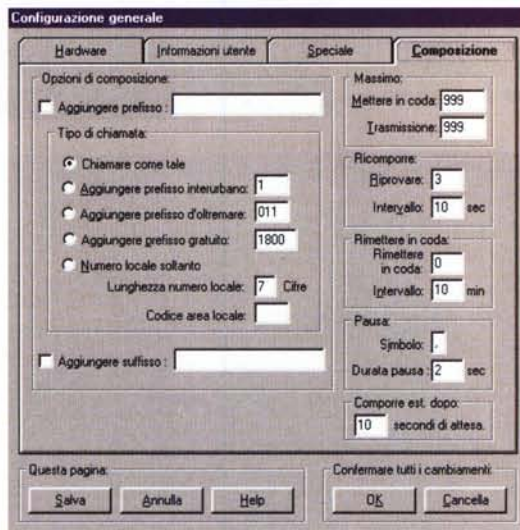 Configurazione generale
Hardware
Informazioni utente
Speciale
Composizione
Opzioni di composizione:
Aggiungere prefisso :
Tipo di chiamata:
Chiamare come tale
Aggiungere prefisso interurbano: 1
Aggiungere prefisso d'oltremare: 011
Aggiungere prefisso gratuito: 1800
Numero locale soltanto
Lunghezza numero locale: 7 Cifre
Codice area locale:
Aggiungere suffisso :
Massimo:
Mettere in coda: 999
Trasmissione: 999
Ricomporre:
Riprovare: 3
Intervallo: 10 sec
Rimettere in coda:
Rimettere
in coda: 0
Intervallo: 10 min
Pausa:
Simbolo: ,
Durata pausa : 2 sec
Comporre est. dopo:
10 secondi di attesa.
Questa pagina:
Salva
Annulla
Help
Confermare tutti i cambiamenti:
OK
Cancella